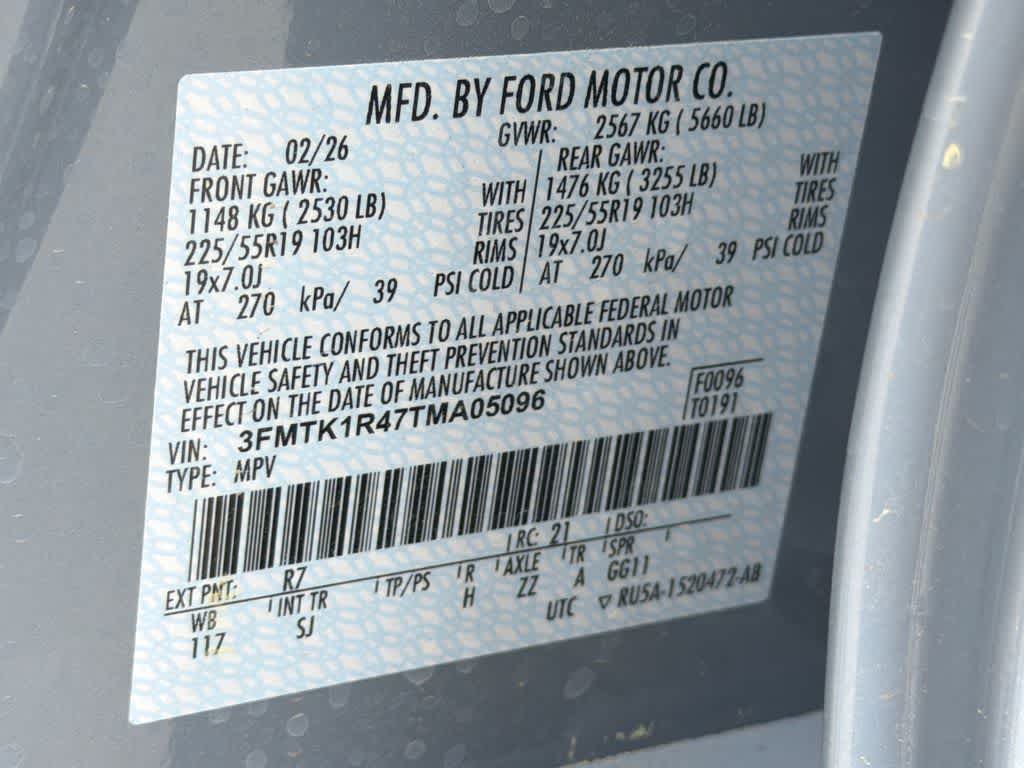 MFD. BY FORD MOTOR CO.
DATE: 02/26 GVWR: 2567 KG ( 5660 LB)
FRONT GAWR: REAR GAWR:
1148 KG ( 2530 LB) WITH 1476 KG ( 3255 LB) WITH
225/55R19 103H TIRES 225/55R19 103H TIRES
19x7.0J RIMS 19x7.0J RIMS
AT 270 kPa/ 39 PSI COLD AT 270 kPa/ 39 PSI COLD
THIS VEHICLE CONFORMS TO ALL APPLICABLE FEDERAL MOTOR
VEHICLE SAFETY AND THEFT PREVENTION STANDARDS IN
EFFECT ON THE DATE OF MANUFACTURE SHOWN ABOVE.
VIN: 3FMTK1R47TMA05096 F0096
TYPE: MPV T0191
EXT PNT: R7 RC: 21 DSO:
WB INT TR TP/PS R AXLE TR SPR
117 SJ H ZZ A GG11
UTC ▽ RU5A-1520472-AB